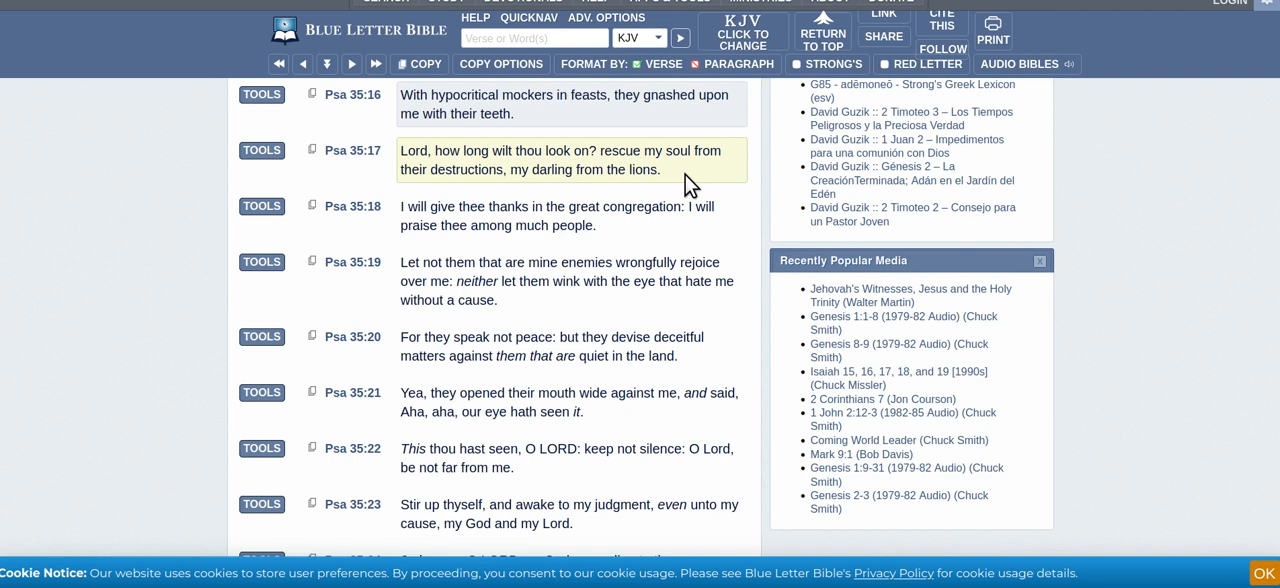 HELP QUICKNAV ADV. OPTIONS
BLUE LETTER BIBLE
Verse or Word(s)
KJV
KJV
CLICK TO
CHANGE
RETURN
TO TOP
LINK
SHARE
CITE
THIS
FOLLOW
PRINT
LOGIN
COPY
COPY OPTIONS
FORMAT BY: VERSE PARAGRAPH
STRONG'S
RED LETTER
AUDIO BIBLES
TOOLS Psa 35:16 With hypocritical mockers in feasts, they gnashed upon
me with their teeth.
TOOLS Psa 35:17 Lord, how long wilt thou look on? rescue my soul from
their destructions, my darling from the lions.
TOOLS Psa 35:18 I will give thee thanks in the great congregation: I will
praise thee among much people.
TOOLS Psa 35:19 Let not them that are mine enemies wrongfully rejoice
over me: neither let them wink with the eye that hate me
without a cause.
TOOLS Psa 35:20 For they speak not peace: but they devise deceitful
matters against them that are quiet in the land.
TOOLS Psa 35:21 Yea, they opened their mouth wide against me, and said,
Aha, aha, our eye hath seen it.
TOOLS Psa 35:22 This thou hast seen, O LORD: keep not silence: O Lord,
be not far from me.
TOOLS Psa 35:23 Stir up thyself, and awake to my judgment, even unto my
cause, my God and my Lord.
G85 - adēmoneō - Strong's Greek Lexicon
(esv)
David Guzik :: 2 Timoteo 3 – Los Tiempos
Peligrosos y la Preciosa Verdad
David Guzik :: 1 Juan 2 – Impedimentos
para una comunión con Dios
David Guzik :: Génesis 2 – La
CreaciónTerminada; Adán en el Jardín del
Edén
David Guzik :: 2 Timoteo 2 – Consejo para
un Pastor Joven
Recently Popular Media
x
Jehovah's Witnesses, Jesus and the Holy
Trinity (Walter Martin)
Genesis 1:1-8 (1979-82 Audio) (Chuck
Smith)
Genesis 8-9 (1979-82 Audio) (Chuck
Smith)
Isaiah 15, 16, 17, 18, and 19 [1990s]
(Chuck Missler)
2 Corinthians 7 (Jon Courson)
1 John 2:12-3 (1982-85 Audio) (Chuck
Smith)
Coming World Leader (Chuck Smith)
Mark 9:1 (Bob Davis)
Genesis 1:9-31 (1979-82 Audio) (Chuck
Smith)
Genesis 2-3 (1979-82 Audio) (Chuck
Smith)
Cookie Notice: Our website uses cookies to store user preferences. By proceeding, you consent to our cookie usage. Please see Blue Letter Bible's Privacy Policy for cookie usage details.
OK